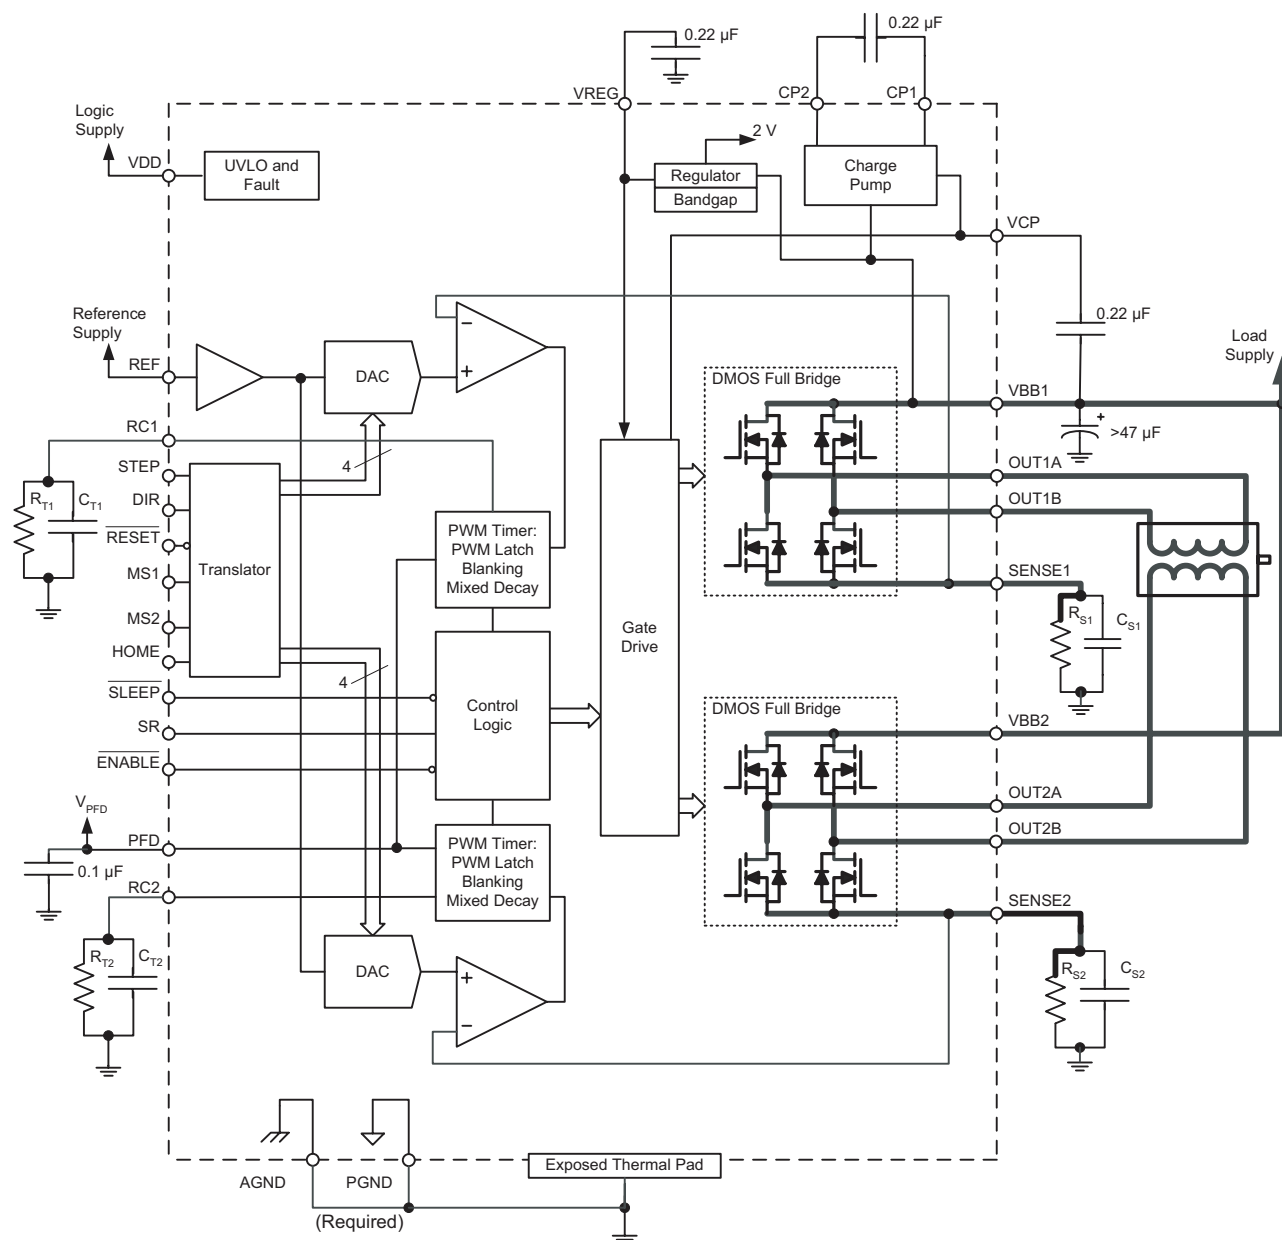 0.22 µF
0.22 µF
VREG
CP2
CP1
Logic
Supply
VDD
UVLO and
Fault
2 V
Regulator
Bandgap
Charge
Pump
VCP
0.22 µF
Reference
Supply
REF
DAC
−
+
Load
Supply
DMOS Full Bridge
VBB1
+
>47 µF
RC1
4
STEP
DIR
RESET
MS1
MS2
HOME
Translator
RT1
CT1
OUT1A
OUT1B
PWM Timer:
PWM Latch
Blanking
Mixed Decay
SENSE1
RS1
CS1
Gate
Drive
4
SLEEP
SR
ENABLE
Control
Logic
DMOS Full Bridge
VBB2
VPFD
PFD
0.1 µF
OUT2A
OUT2B
PWM Timer:
PWM Latch
Blanking
Mixed Decay
RC2
SENSE2
RT2
CT2
DAC
+
−
RS2
CS2
AGND
PGND
Exposed Thermal Pad
(Required)